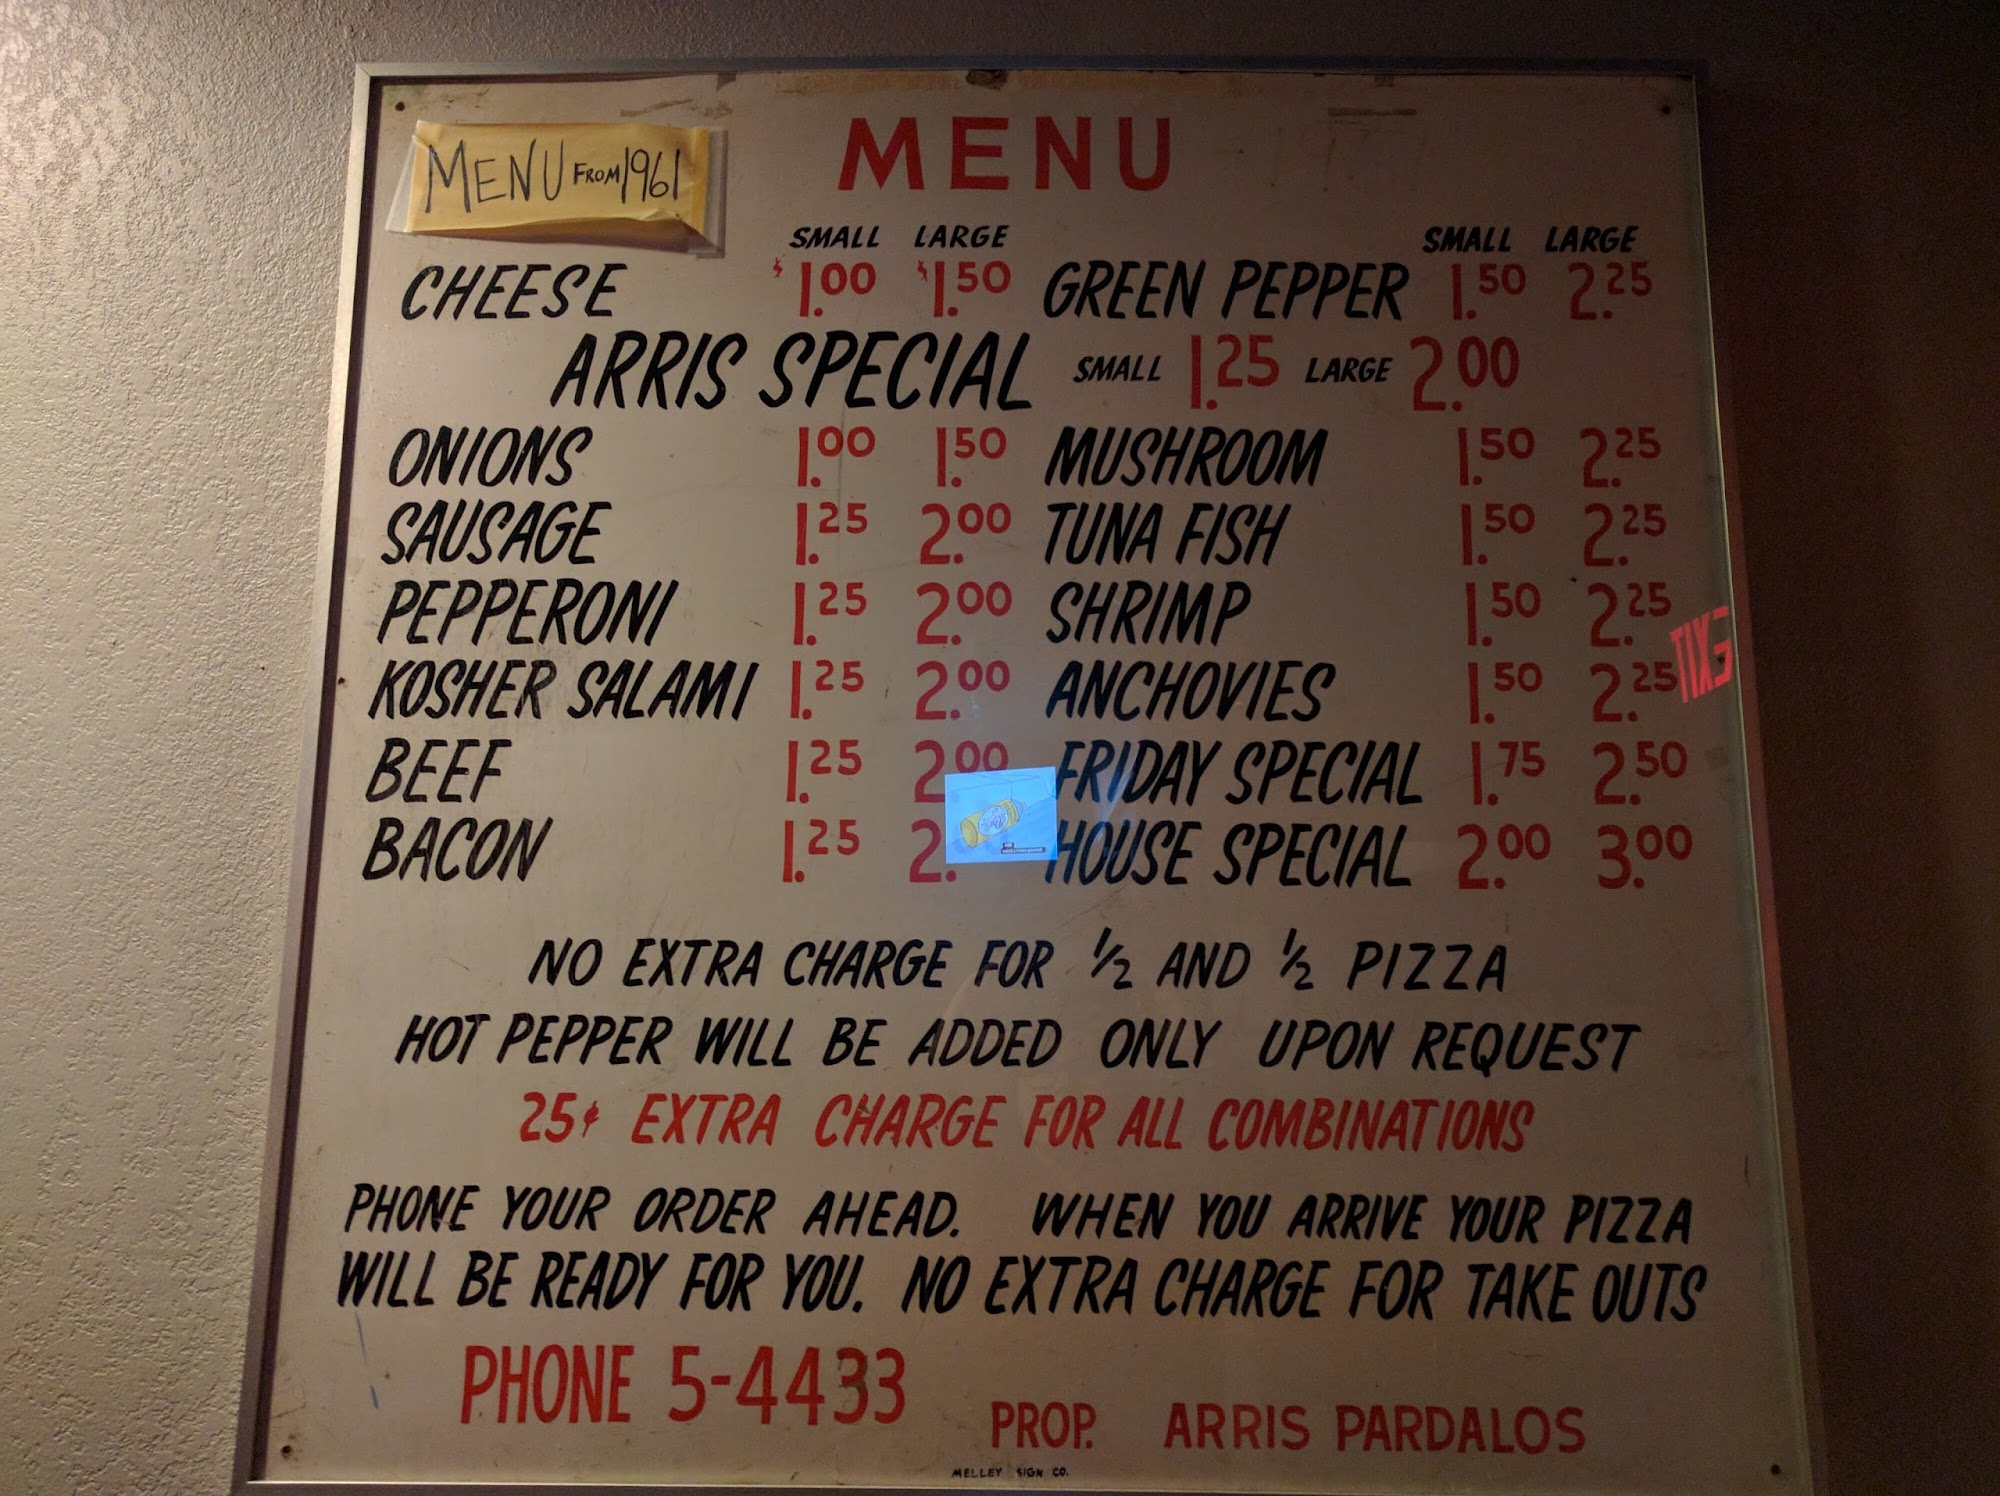 MENU FROM 1961
MENU
SMALL LARGE SMALL LARGE
CHEESE $1.00 $1.50 GREEN PEPPER 1.50 2.25
ARRIS SPECIAL SMALL 1.25 LARGE 2.00
ONIONS 1.00 1.50 MUSHROOM 1.50 2.25
SAUSAGE 1.25 2.00 TUNA FISH 1.50 2.25
PEPPERONI 1.25 2.00 SHRIMP 1.50 2.25
KOSHER SALAMI 1.25 2.00 ANCHOVIES 1.50 2.25
EXIT
BEEF 1.25 2.00 FRIDAY SPECIAL 1.75 2.50
BACON 1.25 2. HOUSE SPECIAL 2.00 3.00
NO EXTRA CHARGE FOR 1/2 AND 1/2 PIZZA
HOT PEPPER WILL BE ADDED ONLY UPON REQUEST
25¢ EXTRA CHARGE FOR ALL COMBINATIONS
PHONE YOUR ORDER AHEAD. WHEN YOU ARRIVE YOUR PIZZA
WILL BE READY FOR YOU. NO EXTRA CHARGE FOR TAKE OUTS
PHONE 5-4433
PROP. ARRIS PARDALOS
MELLEY SIGN CO.